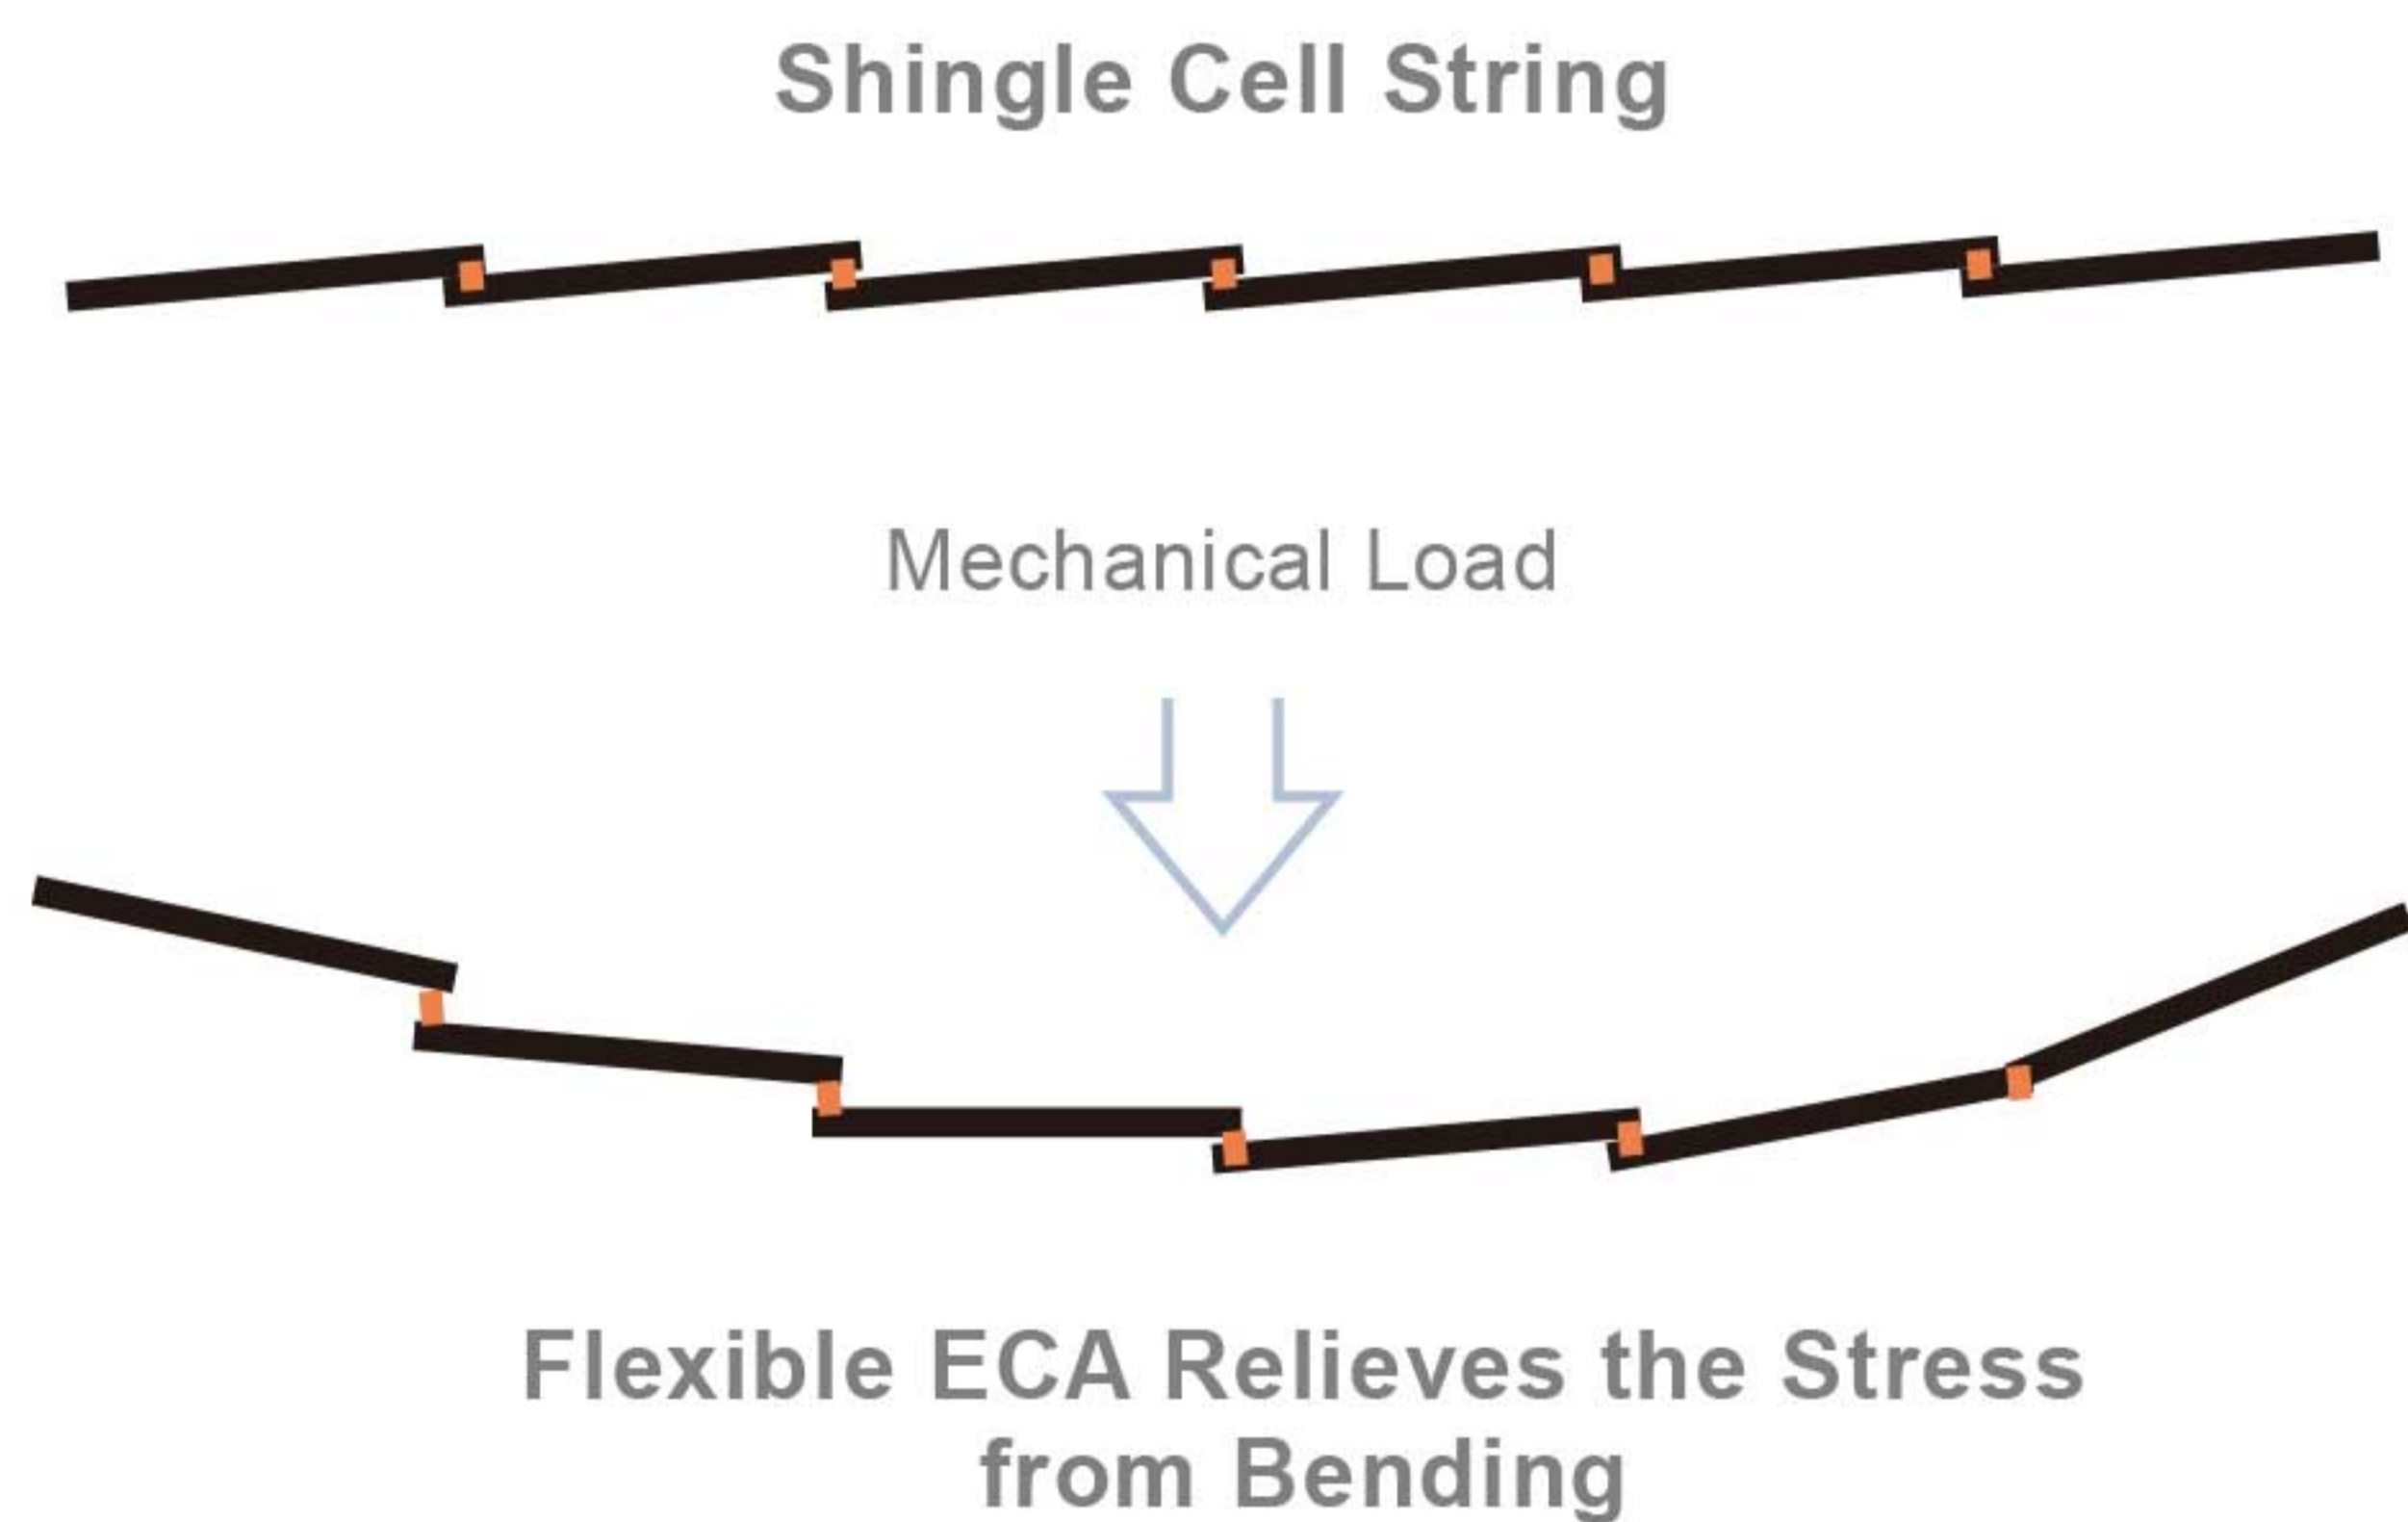 Shingle Cell String
Mechanical Load
Flexible ECA Relieves the Stress
from Bending